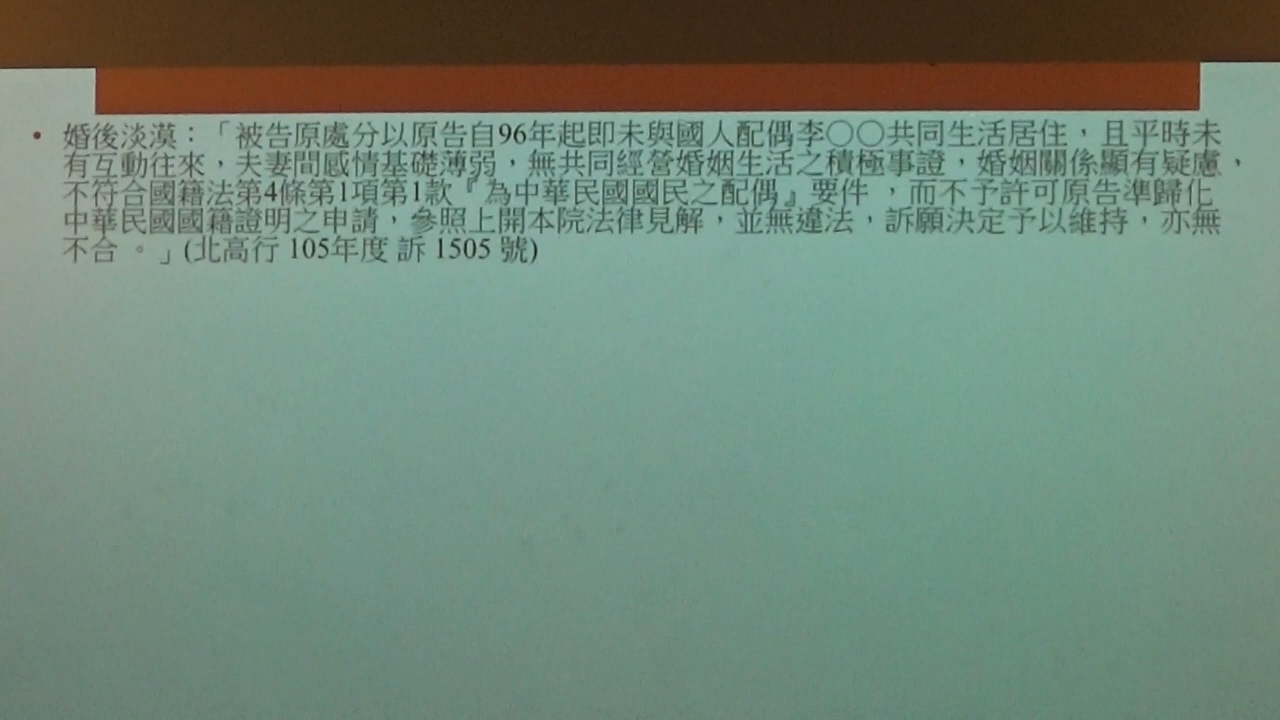 • 婚後淡漠：「被告原處分以原告自96年起即未與國人配偶李〇〇共同生活居住，且平時未
有互動往來，夫妻間感情基礎薄弱，無共同經營婚姻生活之積極事證，婚姻關係顯有疑慮，
不符合國籍法第4條第1項第1款『為中華民國國民之配偶』要件 ，而不予許可原告準歸化
中華民國國籍證明之申請，參照上開本院法律見解，並無違法，訴願決定予以維持，亦無
不合 。」(北高行 105年度 訴 1505 號)